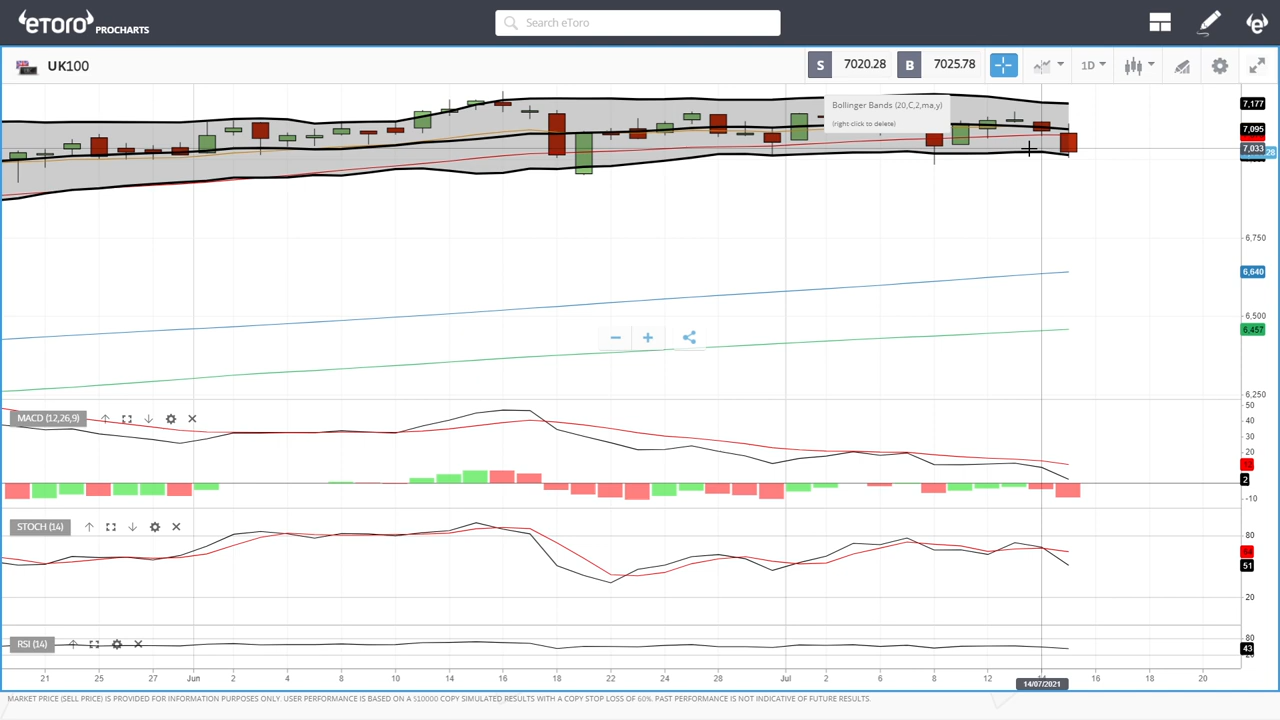 eToro PROCHARTS
Search eToro
UK100
S 7020.28 B 7025.78 1D
Bollinger Bands (20,C,2,ma,y)
(right click to delete)
7,177
7,095
7,033
28
6,750
6,640
6,500
6,457
6,250
MACD (12,26,9)
50
40
30
20
2
-10
STOCH (14)
80
64
51
20
RSI (14)
80
43
21 25 27 Jun 2 4 8 10 14 16 18 22 24 28 Jul 2 6 8 12 14 16 18 20
14/07/2021
MARKET PRICE (SELL PRICE) IS PROVIDED FOR INFORMATION PURPOSES ONLY. USER PERFORMANCE IS BASED ON A $10000 COPY SIMULATED RESULTS WITH A COPY STOP LOSS OF 60%. PAST PERFORMANCE IS NOT INDICATIVE OF FUTURE RESULTS.